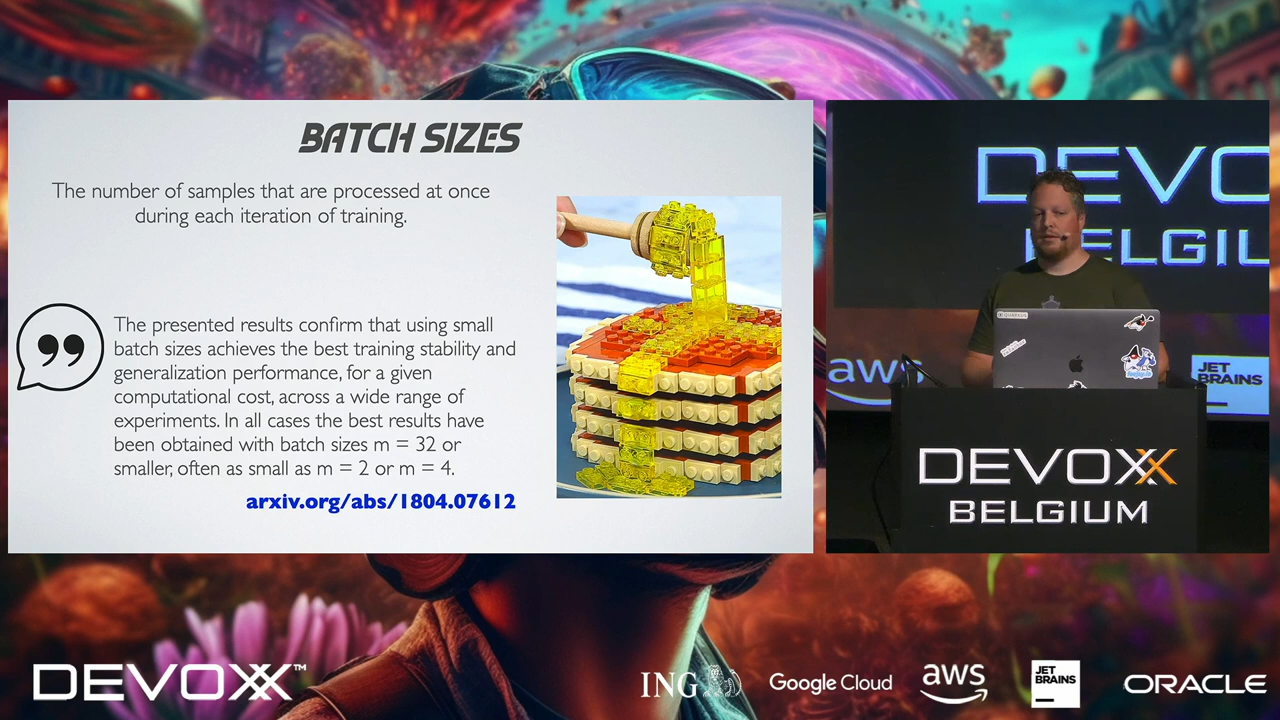 BATCH SIZES
The number of samples that are processed at once
during each iteration of training.
The presented results confirm that using small
batch sizes achieves the best training stability and
generalization performance, for a given
computational cost, across a wide range of
experiments. In all cases the best results have
been obtained with batch sizes m = 32 or
smaller, often as small as m = 2 or m = 4.
arxiv.org/abs/1804.07612
DEVO
BELGIU
aws
JET
BRAINS
QUARKUS
DEVOXX
BELGIUM
DEVOXX™
ING
Google Cloud
aws
JET
BRAINS
ORACLE